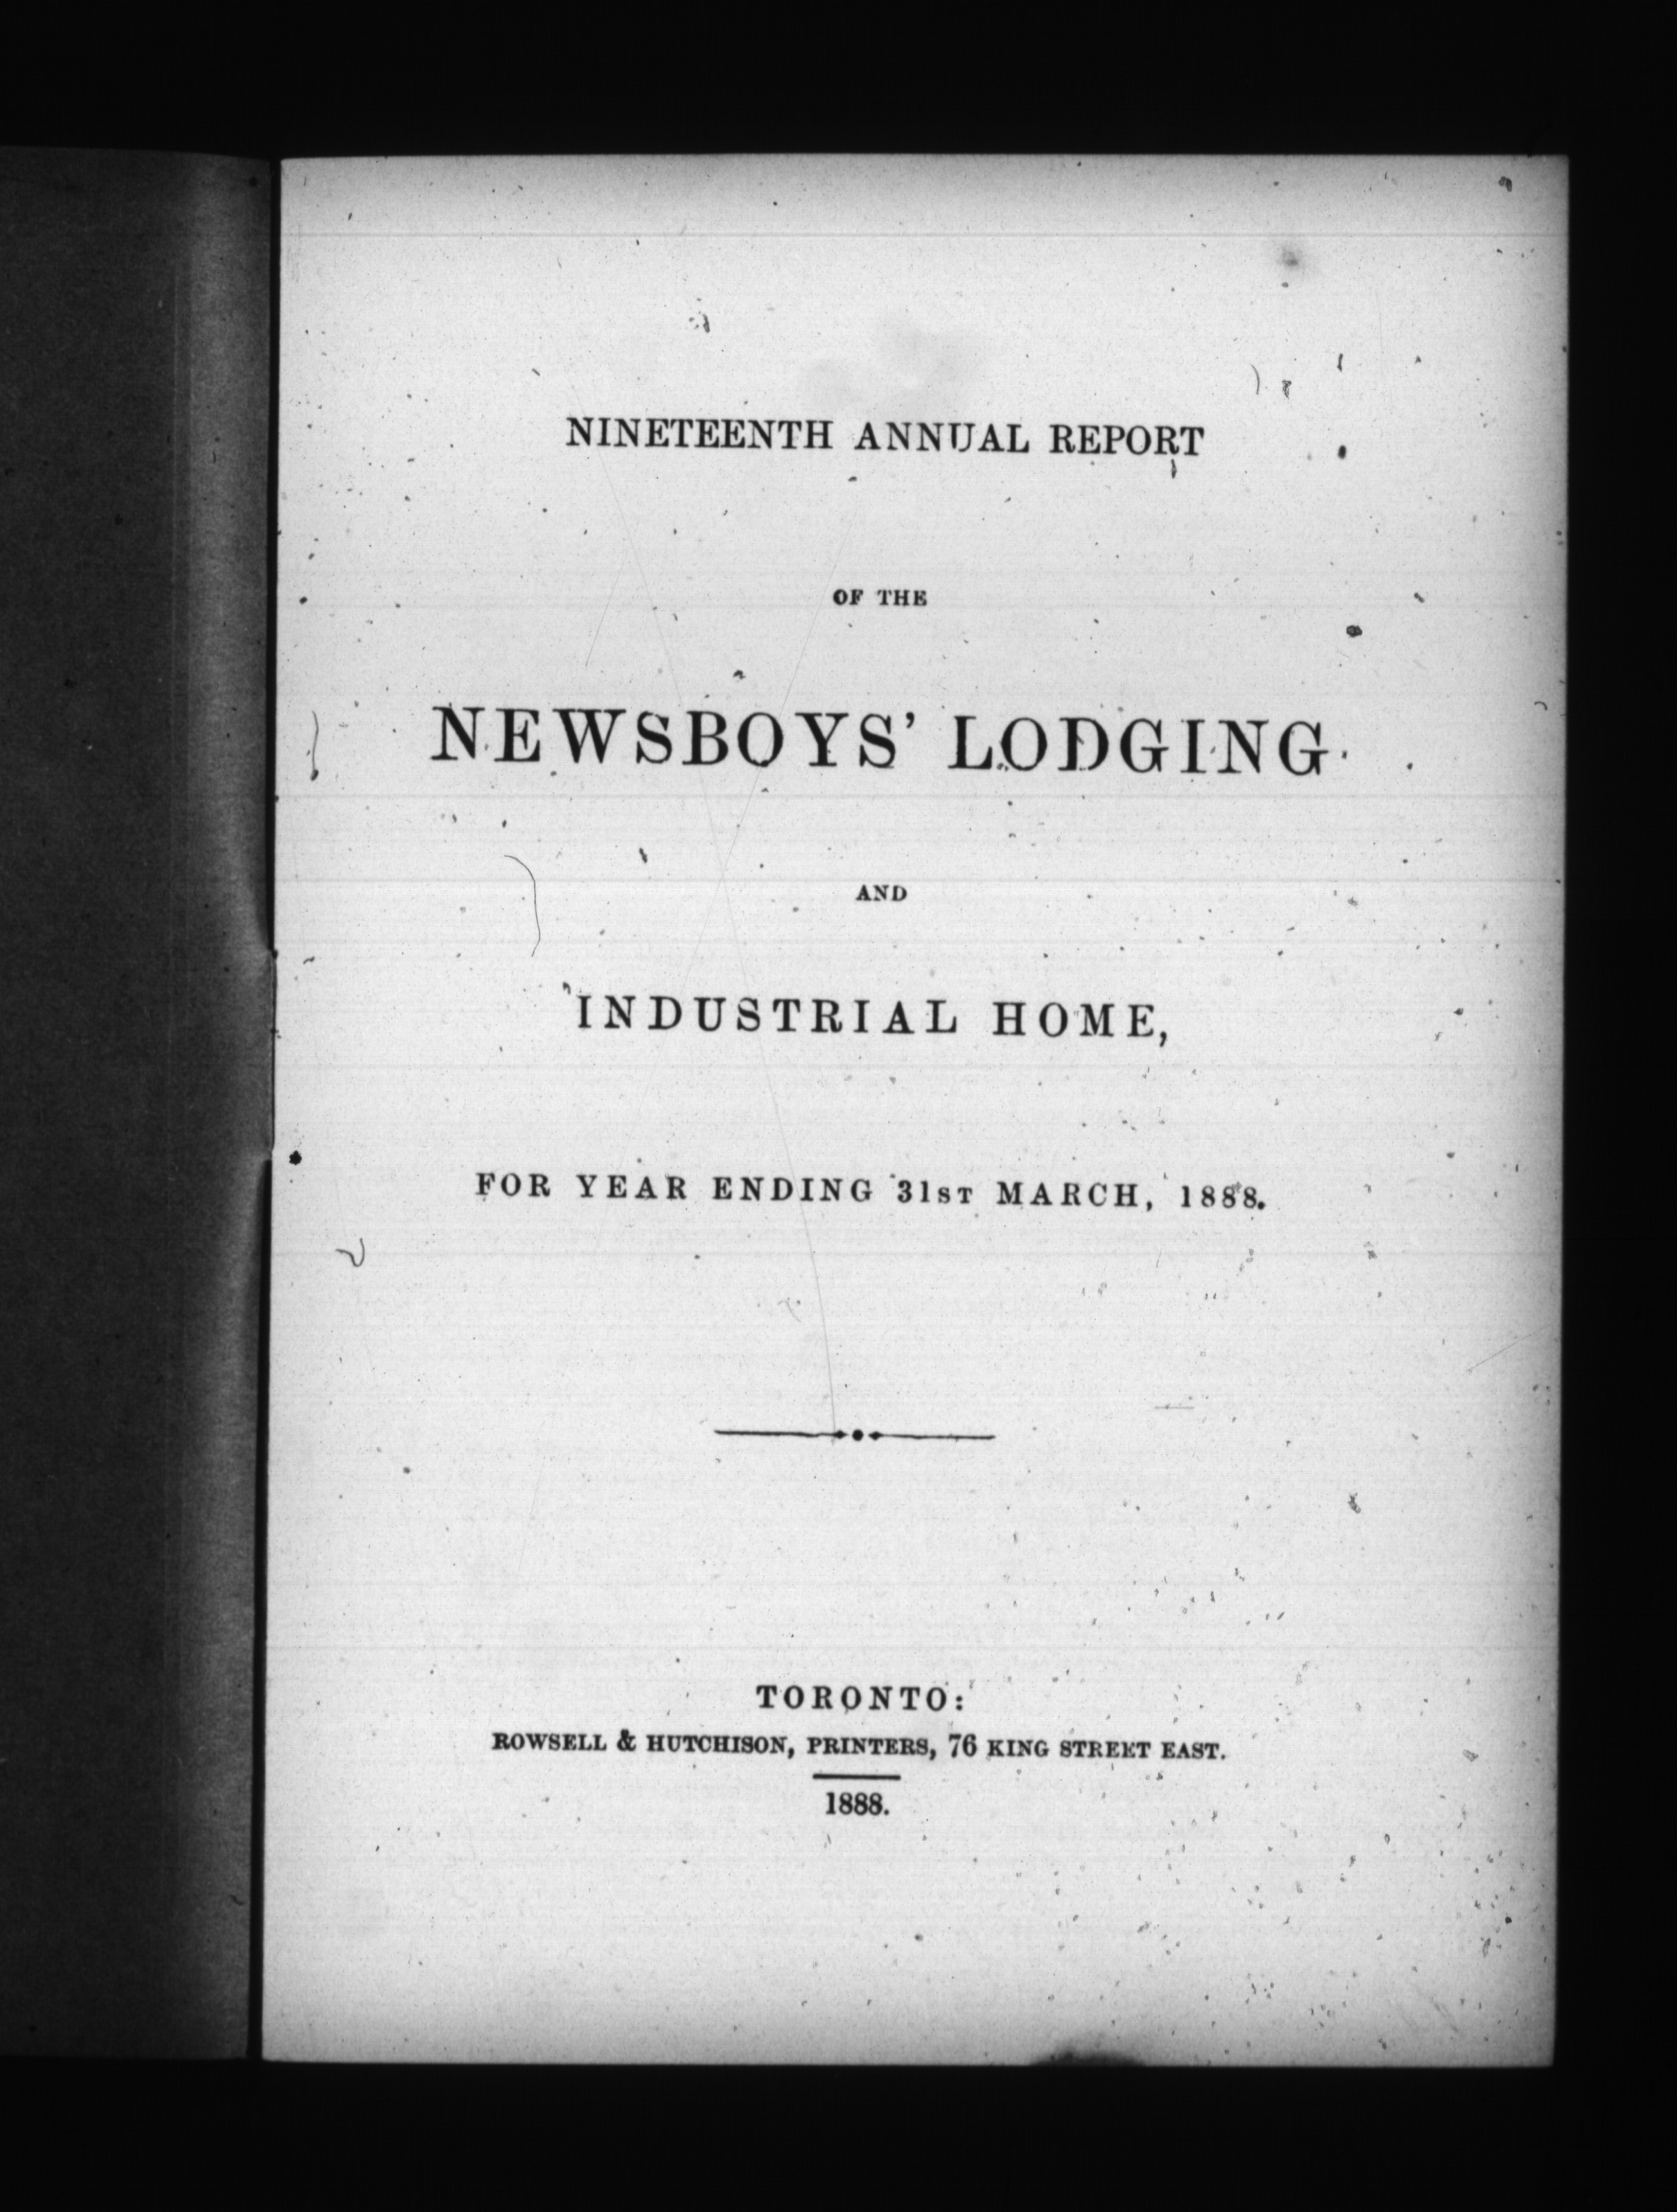 NINETEENTH ANNUAL REPORT
OF THE
NEWSBOYS' LODGING
AND
INDUSTRIAL HOME,
FOR YEAR ENDING 31ST MARCH, 1888.
TORONTO:
ROWSELL & HUTCHISON, PRINTERS, 76 KING STREET EAST.
1888.